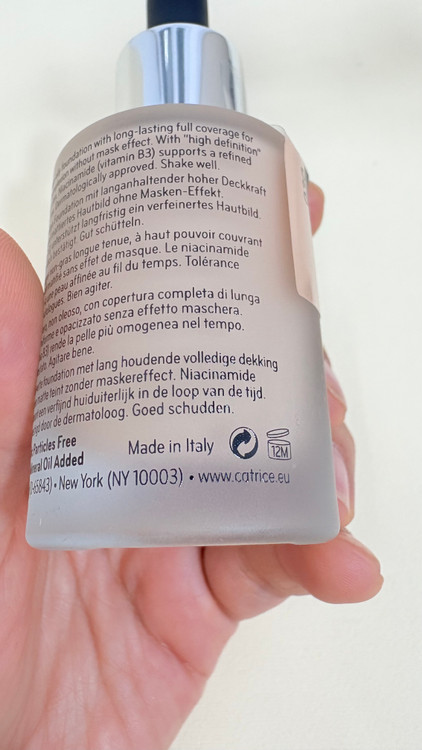 foundation with long-lasting full coverage for
without mask effect. With "high definition"
Niacinamide (vitamin B3) supports a refined
dermatologically approved. Shake well.
foundation mit langanhaltender hoher Deckkraft
Hautbild ohne Masken-Effekt.
langfristig ein verfeinertes Hautbild.
Gut schütteln.
gras longue tenue, à haut pouvoir couvrant
sans effet de masque. Le niacinamide
peau affinée au fil du temps. Tolérance
Bien agiter.
non oleoso, con copertura completa di lunga
e opacizzato senza effetto maschera.
rende la pelle più omogenea nel tempo.
Agitare bene.
foundation met lang houdende volledige dekking
teint zonder maskereffect. Niacinamide
een verfijnd huiduiterlijk in de loop van de tijd.
door de dermatoloog. Goed schudden.
Particles Free
Oil Added
Made in Italy
12M
• New York (NY 10003) • www.catrice.eu